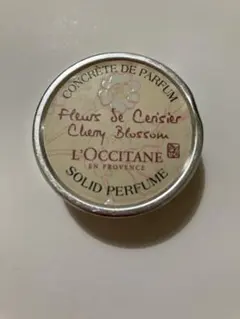 CONCRÈTE DE PARFUM
Fleurs de Cerisier
Cherry Blossom
L'OCCITANE
EN PROVENCE
SOLID PERFUME